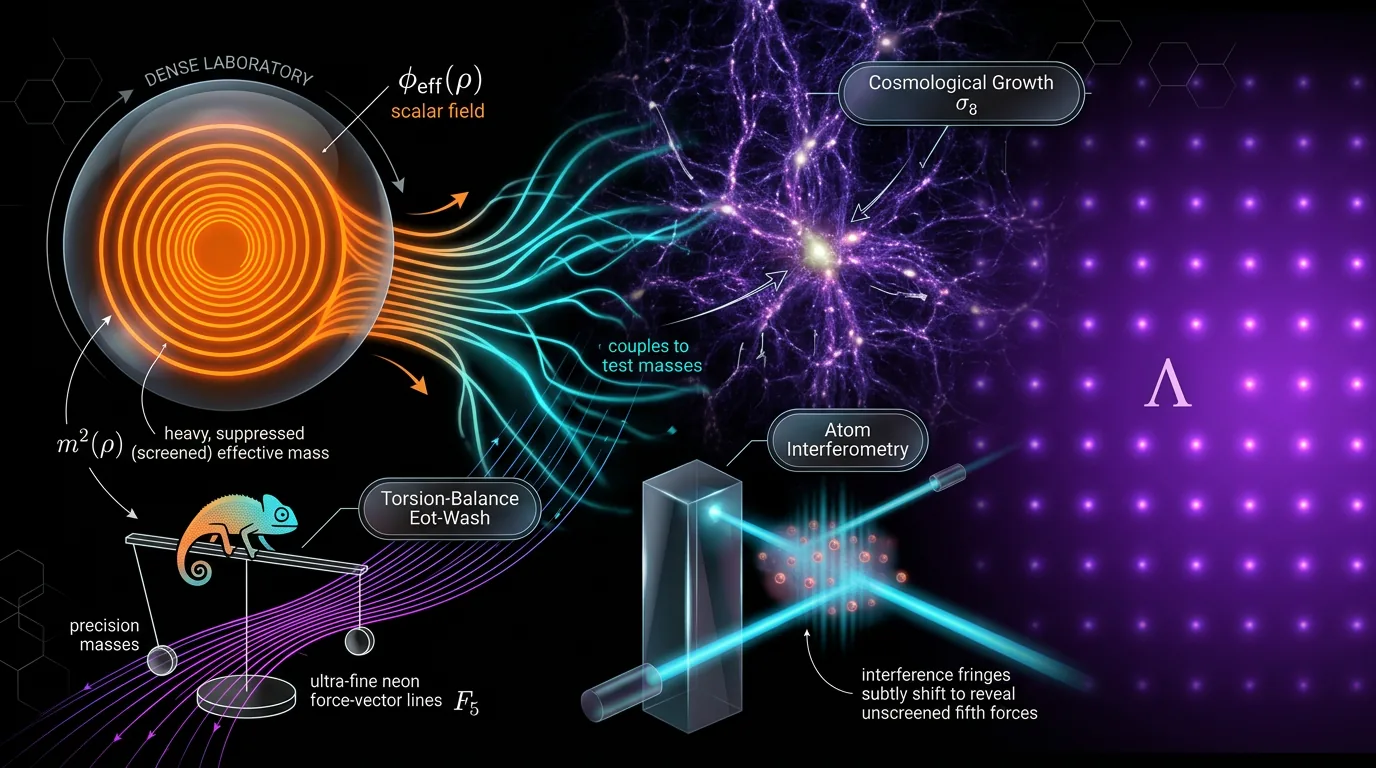 DENSE LABORATORY
ϕeff(ρ)
scalar field
Cosmological Growth
σ8
couples to
test masses
Λ
m²(ρ)
heavy, suppressed
(screened) effective mass
Atom
Interferometry
Torsion-Balance
Eot-Wash
precision
masses
ultra-fine neon
force-vector lines F5
interference fringes
subtly shift to reveal
unscreened fifth forces